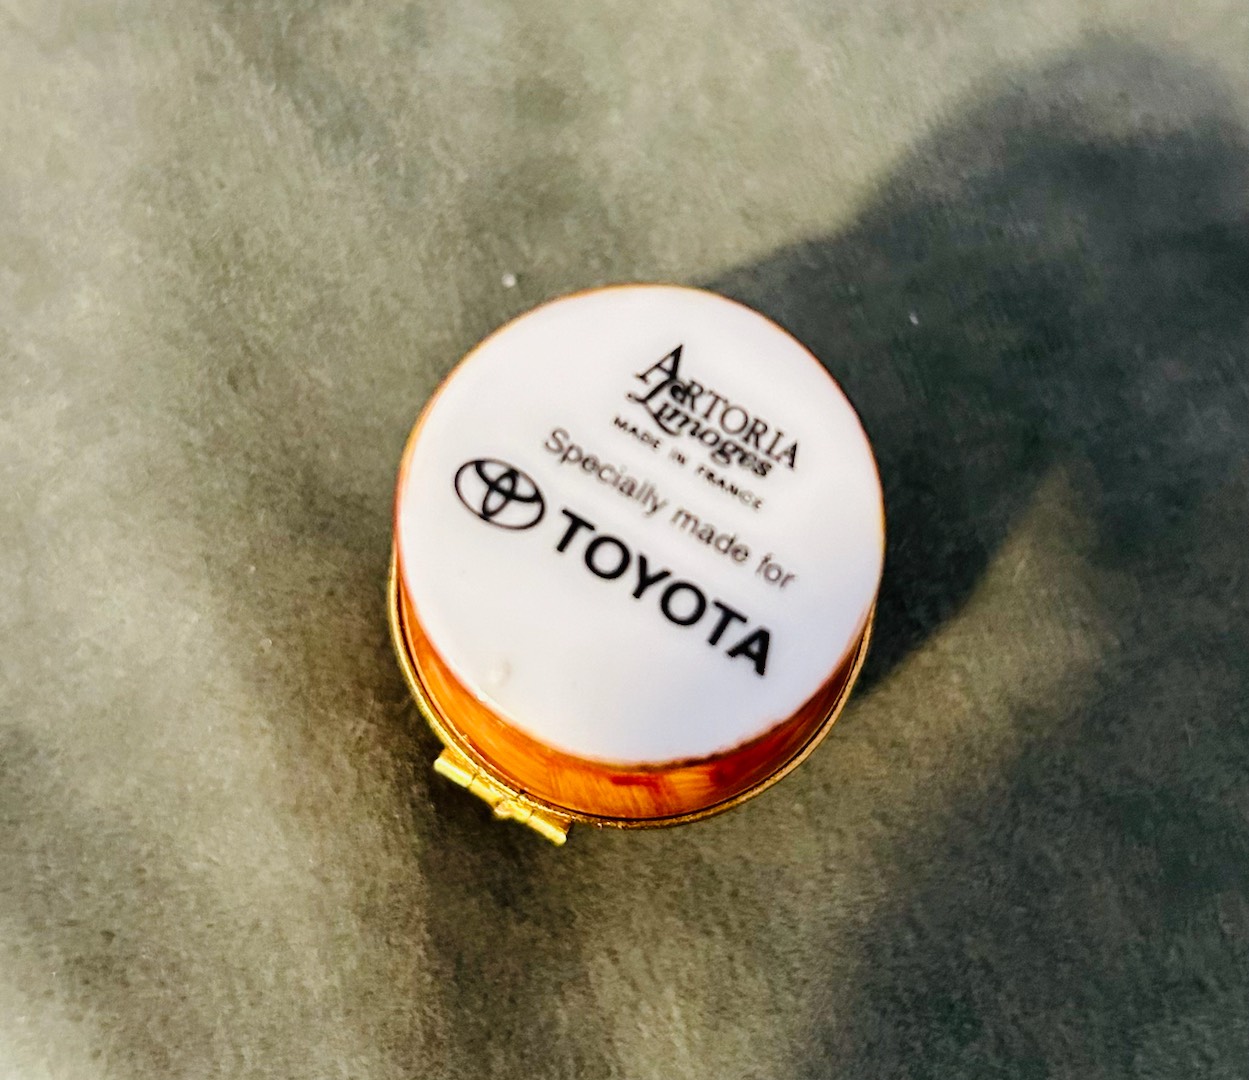 ARTORIA
Limoges
MADE IN FRANCE
Specially made for
TOYOTA